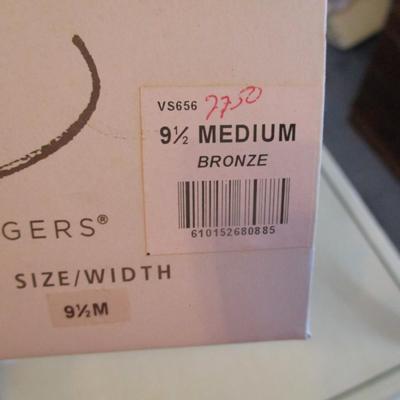 VS656 7750
9½ MEDIUM
BRONZE
610152680885
GERS®
SIZE/WIDTH
9½M